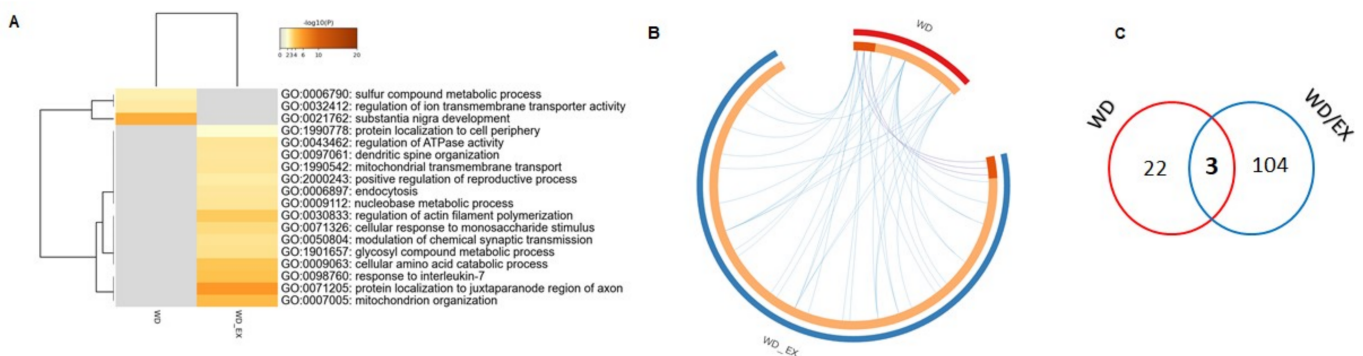 A
-log10(P)
0 2 3 4 6 10 20
GO:0006790: sulfur compound metabolic process
GO:0032412: regulation of ion transmembrane transporter activity
GO:0021762: substantia nigra development
GO:1990778: protein localization to cell periphery
GO:0043462: regulation of ATPase activity
GO:0097061: dendritic spine organization
GO:1990542: mitochondrial transmembrane transport
GO:2000243: positive regulation of reproductive process
GO:0006897: endocytosis
GO:0009112: nucleobase metabolic process
GO:0030833: regulation of actin filament polymerization
GO:0071326: cellular response to monosaccharide stimulus
GO:0050804: modulation of chemical synaptic transmission
GO:1901657: glycosyl compound metabolic process
GO:0009063: cellular amino acid catabolic process
GO:0098760: response to interleukin-7
GO:0071205: protein localization to juxtaparanode region of axon
GO:0007005: mitochondrion organization
WD
WD_EX
B
WD
WD_EX
C
WD
WD/EX
22
3
104